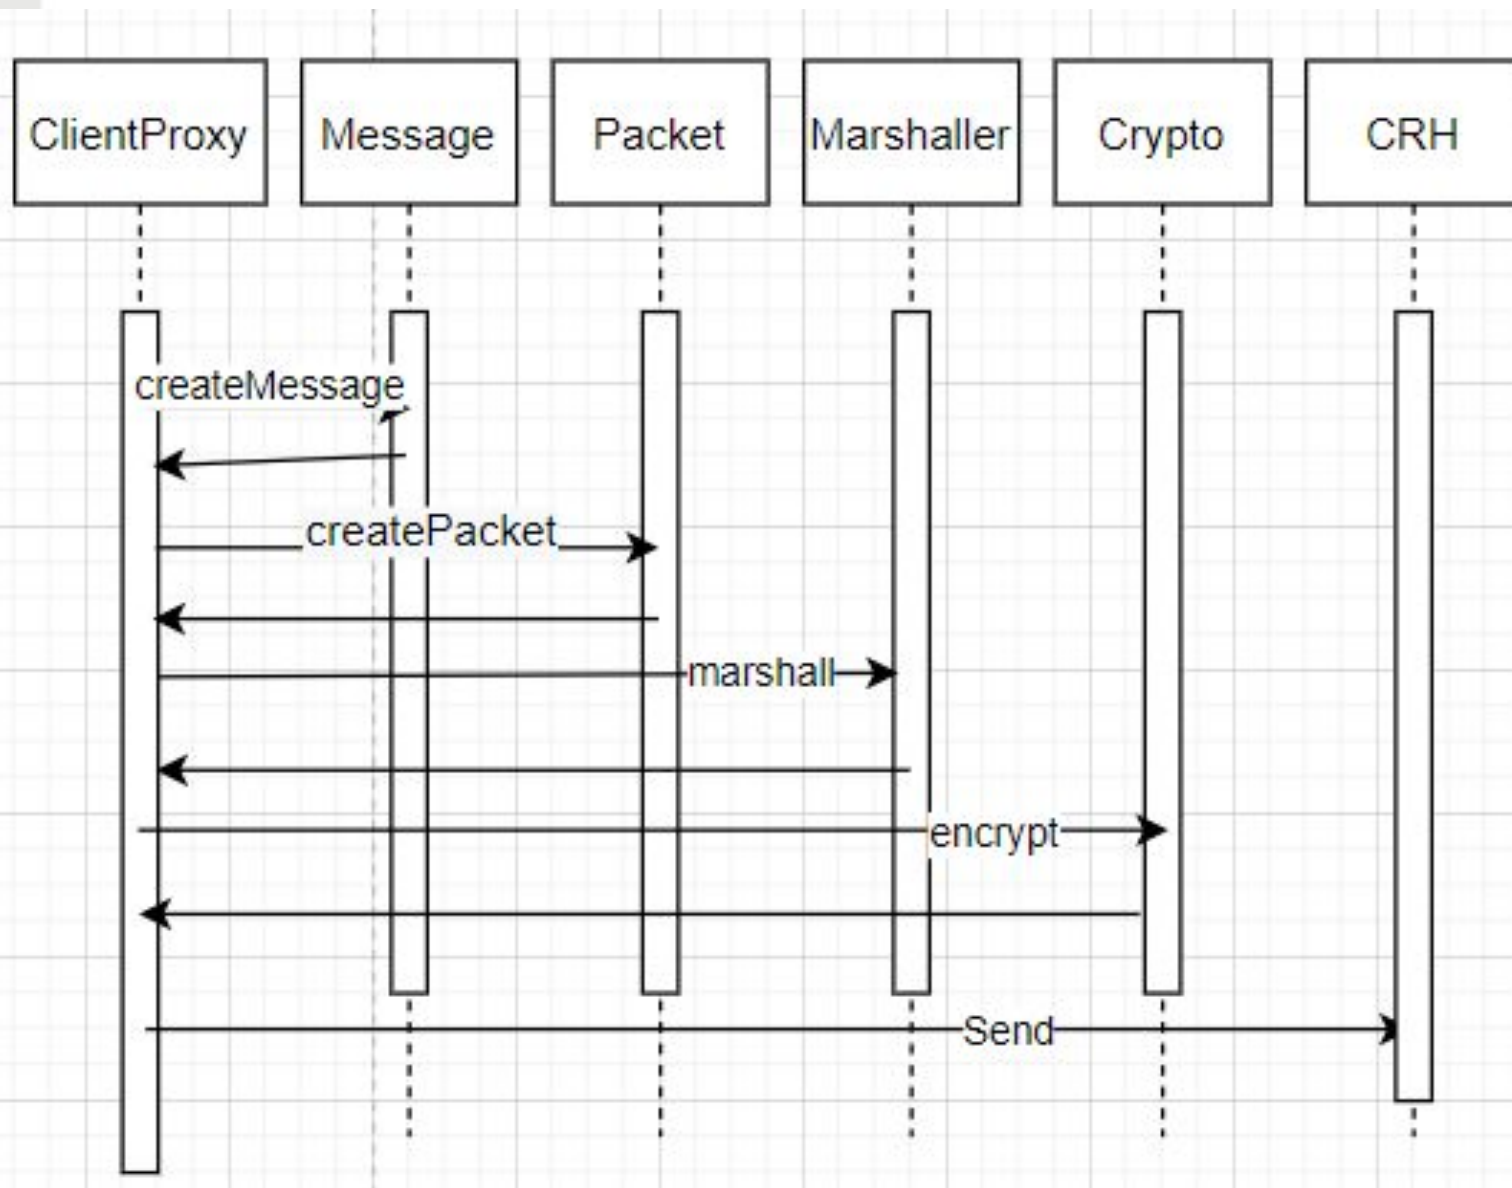 ClientProxy
Message
Packet
Marshaller
Crypto
CRH
createMessage
createPacket
marshall
encrypt
Send